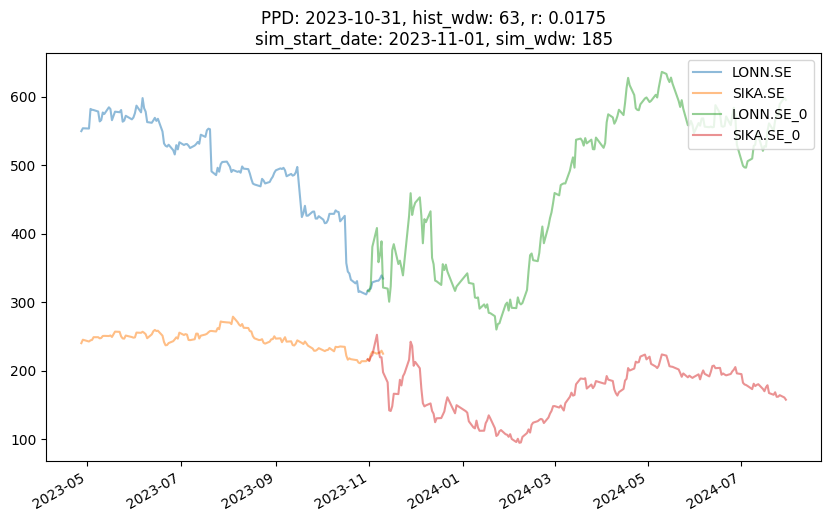 PPD: 2023-10-31, hist_wdw: 63, r: 0.0175
sim_start_date: 2023-11-01, sim_wdw: 185
LONN.SE
SIKA.SE
LONN.SE_0
SIKA.SE_0
600
500
400
300
200
100
2023-05
2023-07
2023-09
2023-11
2024-01
2024-03
2024-05
2024-07